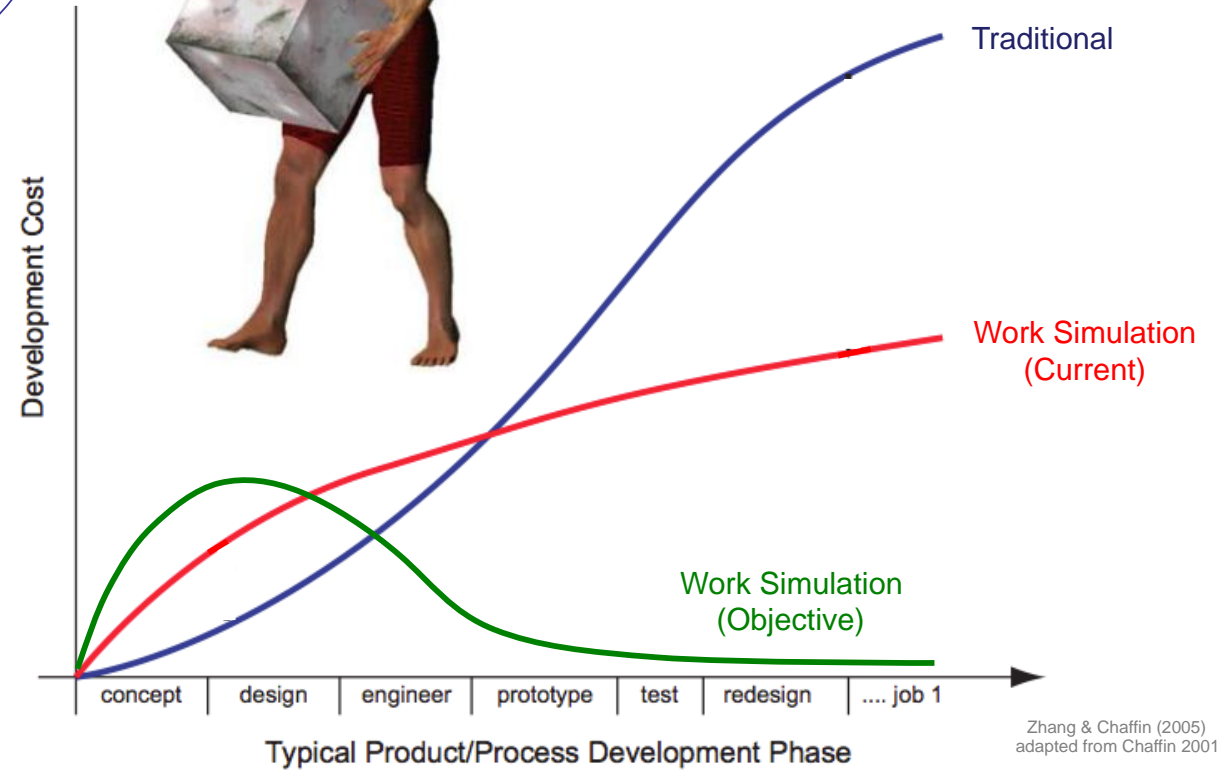 Traditional
Development Cost
Work Simulation
(Current)
Work Simulation
(Objective)
concept design engineer prototype test redesign .... job 1
Typical Product/Process Development Phase
Zhang & Chaffin (2005)
adapted from Chaffin 2001